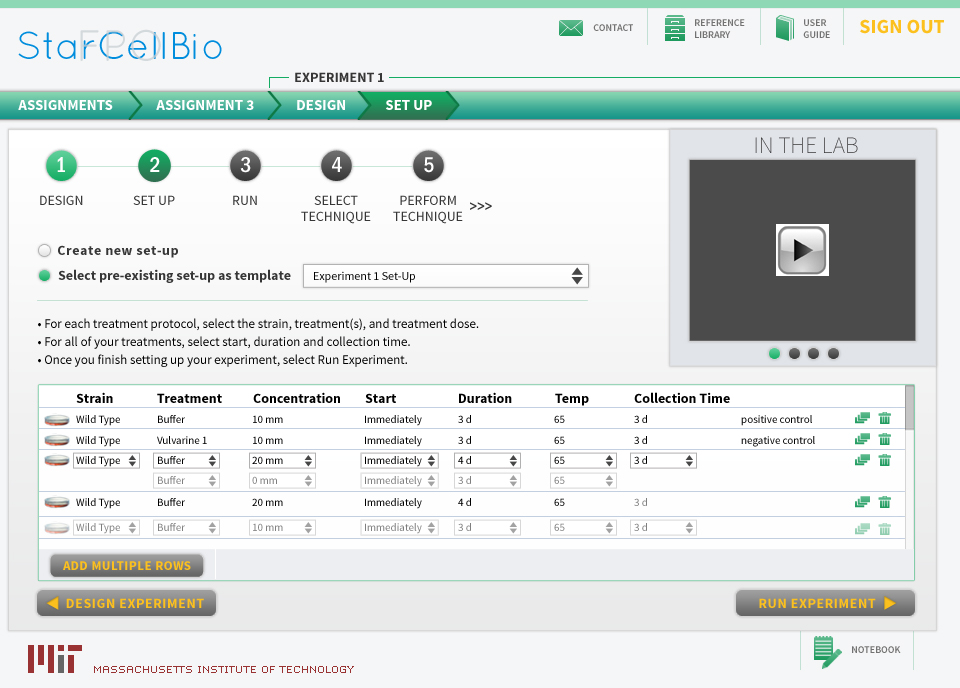 CONTACT
REFERENCE
LIBRARY
USER
GUIDE
SIGN OUT
StarCellBio
FPO
EXPERIMENT 1
ASSIGNMENTS
ASSIGNMENT 3
DESIGN
SET UP
IN THE LAB
1
2
3
4
5
DESIGN
SET UP
RUN
SELECT
TECHNIQUE
PERFORM
TECHNIQUE
>>>
Create new set-up
Select pre-existing set-up as template
Experiment 1 Set-Up
• For each treatment protocol, select the strain, treatment(s), and treatment dose.
• For all of your treatments, select start, duration and collection time.
• Once you finish setting up your experiment, select Run Experiment.
Strain Treatment Concentration Start Duration Temp Collection Time
Wild Type Buffer 10 mm Immediately 3 d 65 3 d positive control
Wild Type Vulvarine 1 10 mm Immediately 3 d 65 3 d negative control
Wild Type Buffer 20 mm Immediately 4 d 65 3 d
Buffer 0 mm Immediately 3 d 65
Wild Type Buffer 20 mm Immediately 4 d 65 3 d
Wild Type Buffer 10 mm Immediately 3 d 65 3 d
ADD MULTIPLE ROWS
DESIGN EXPERIMENT
RUN EXPERIMENT
MIT
MASSACHUSETTS INSTITUTE OF TECHNOLOGY
NOTEBOOK